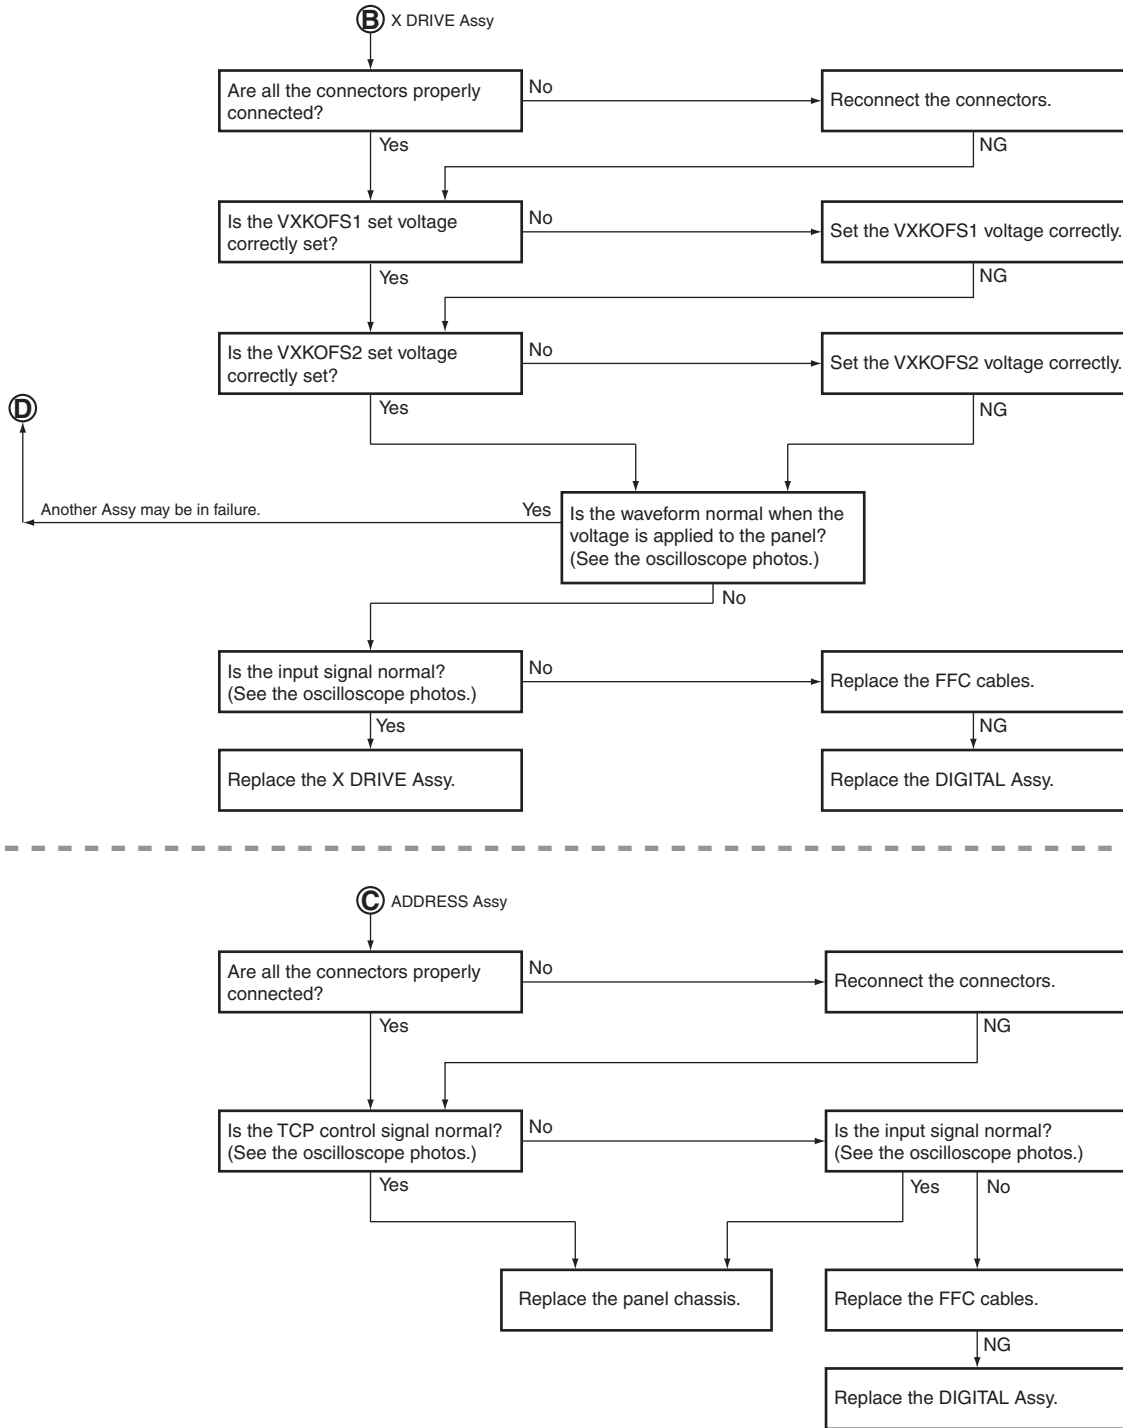 B X DRIVE Assy
Are all the connectors properly
connected?
No
Reconnect the connectors.
Yes
NG
Is the VXKOFS1 set voltage
correctly set?
No
Set the VXKOFS1 voltage correctly.
Yes
NG
Is the VXKOFS2 set voltage
correctly set?
No
Set the VXKOFS2 voltage correctly.
Yes
NG
D
Another Assy may be in failure.
Yes
Is the waveform normal when the
voltage is applied to the panel?
(See the oscilloscope photos.)
No
Is the input signal normal?
(See the oscilloscope photos.)
No
Replace the FFC cables.
Yes
NG
Replace the X DRIVE Assy.
Replace the DIGITAL Assy.
C ADDRESS Assy
Are all the connectors properly
connected?
No
Reconnect the connectors.
Yes
NG
Is the TCP control signal normal?
(See the oscilloscope photos.)
No
Is the input signal normal?
(See the oscilloscope photos.)
Yes
Yes
No
Replace the panel chassis.
Replace the FFC cables.
NG
Replace the DIGITAL Assy.